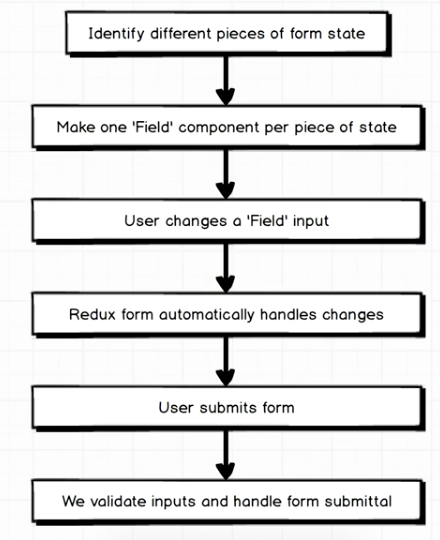 Identify different pieces of form state
Make one 'Field' component per piece of state
User changes a 'Field' input
Redux form automatically handles changes
User submits form
We validate inputs and handle form submittal